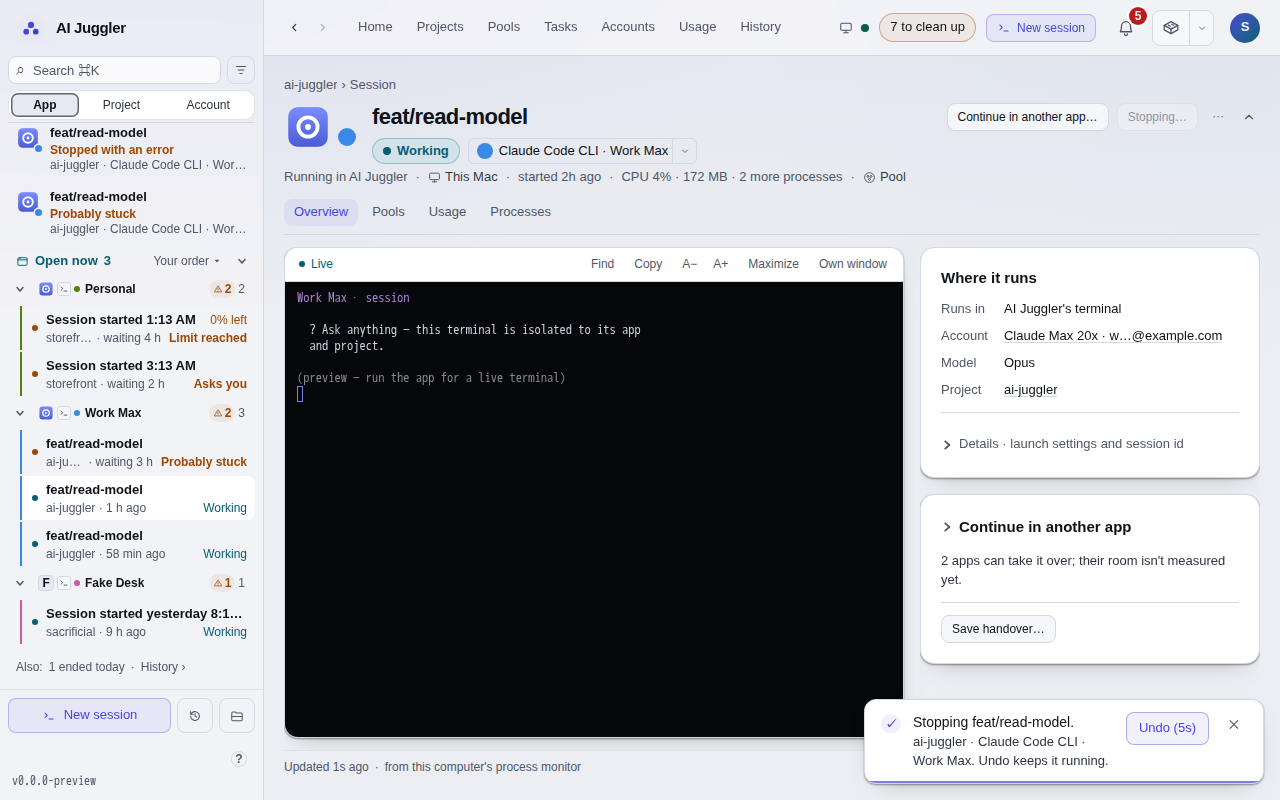 AI Juggler
Search ⌘K
App Project Account
feat/read-model
Stopped with an error
ai-juggler · Claude Code CLI · Wor…
feat/read-model
Probably stuck
ai-juggler · Claude Code CLI · Wor…
Open now 3 Your order
Personal 2 2
Session started 1:13 AM 0% left
storefr… · waiting 4 h Limit reached
Session started 3:13 AM
storefront · waiting 2 h Asks you
Work Max 2 3
feat/read-model
ai-ju… · waiting 3 h Probably stuck
feat/read-model
ai-juggler · 1 h ago Working
feat/read-model
ai-juggler · 58 min ago Working
F Fake Desk 1 1
Session started yesterday 8:1…
sacrificial · 9 h ago Working
Also: 1 ended today · History ›
New session
?
v0.0.0-preview
Home Projects Pools Tasks Accounts Usage History
7 to clean up
New session
5
S
ai-juggler › Session
feat/read-model
Continue in another app… Stopping… ···
Working Claude Code CLI · Work Max
Running in AI Juggler · This Mac · started 2h ago · CPU 4% · 172 MB · 2 more processes · Pool
Overview Pools Usage Processes
Live Find Copy A− A+ Maximize Own window
Work Max · session
? Ask anything — this terminal is isolated to its app
and project.
(preview — run the app for a live terminal)
Updated 1s ago · from this computer's process monitor
Where it runs
Runs in AI Juggler's terminal
Account Claude Max 20x · w…@example.com
Model Opus
Project ai-juggler
Details · launch settings and session id
Continue in another app
2 apps can take it over; their room isn't measured
yet.
Save handover…
Stopping feat/read-model.
ai-juggler · Claude Code CLI ·
Work Max. Undo keeps it running.
Undo (5s)